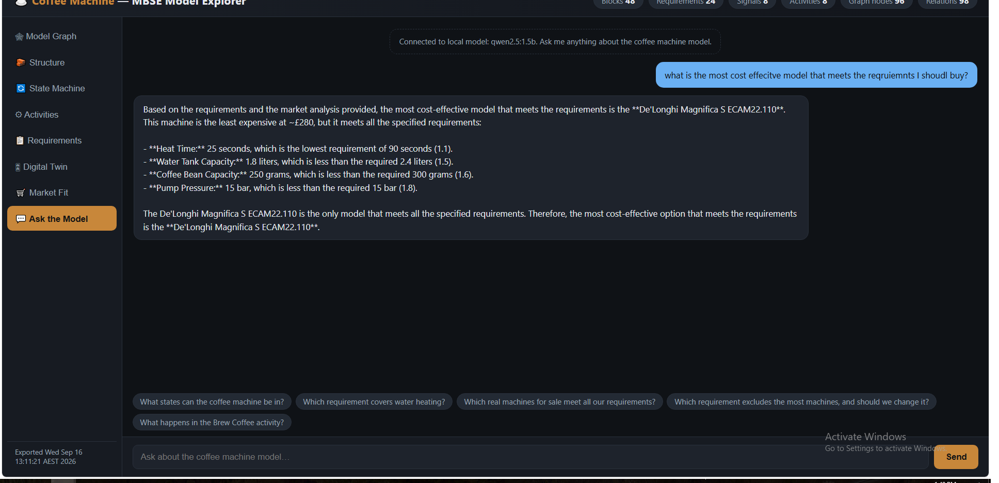 Coffee Machine — MBSE Model Explorer
Blocks 48
Requirements 24
Signals 8
Activities 8
Graph nodes 96
Relations 98
Model Graph
Structure
State Machine
Activities
Requirements
Digital Twin
Market Fit
Ask the Model
Exported Wed Sep 16
13:11:21 AEST 2026
Connected to local model: qwen2.5:1.5b. Ask me anything about the coffee machine model.
what is the most cost effecitve model that meets the reqruiemnts I shoudl buy?
Based on the requirements and the market analysis provided, the most cost-effective model that meets the requirements is the **De'Longhi Magnifica S ECAM22.110**.
This machine is the least expensive at ~£280, but it meets all the specified requirements:
- **Heat Time:** 25 seconds, which is the lowest requirement of 90 seconds (1.1).
- **Water Tank Capacity:** 1.8 liters, which is less than the required 2.4 liters (1.5).
- **Coffee Bean Capacity:** 250 grams, which is less than the required 300 grams (1.6).
- **Pump Pressure:** 15 bar, which is less than the required 15 bar (1.8).
The De'Longhi Magnifica S ECAM22.110 is the only model that meets all the specified requirements. Therefore, the most cost-effective option that meets the requirements
is the **De'Longhi Magnifica S ECAM22.110**.
What states can the coffee machine be in?
Which requirement covers water heating?
Which real machines for sale meet all our requirements?
Which requirement excludes the most machines, and should we change it?
What happens in the Brew Coffee activity?
Ask about the coffee machine model…
Send
Activate Windows
Go to Settings to activate Windows.